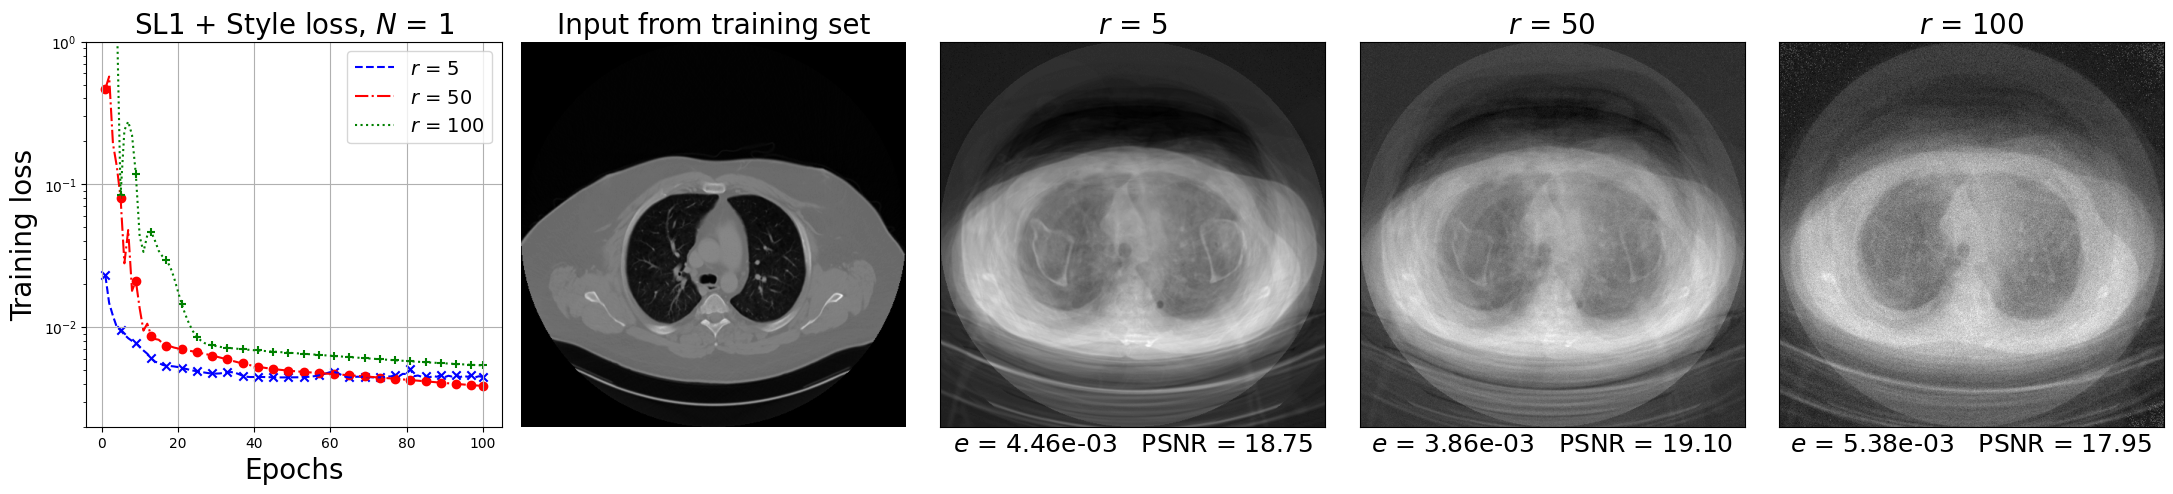 SL1 + Style loss, N = 1
Training loss
10⁰
10⁻¹
10⁻²
r = 5
r = 50
r = 100
0 20 40 60 80 100
Epochs
Input from training set
r = 5
e = 4.46e-03 PSNR = 18.75
r = 50
e = 3.86e-03 PSNR = 19.10
r = 100
e = 5.38e-03 PSNR = 17.95